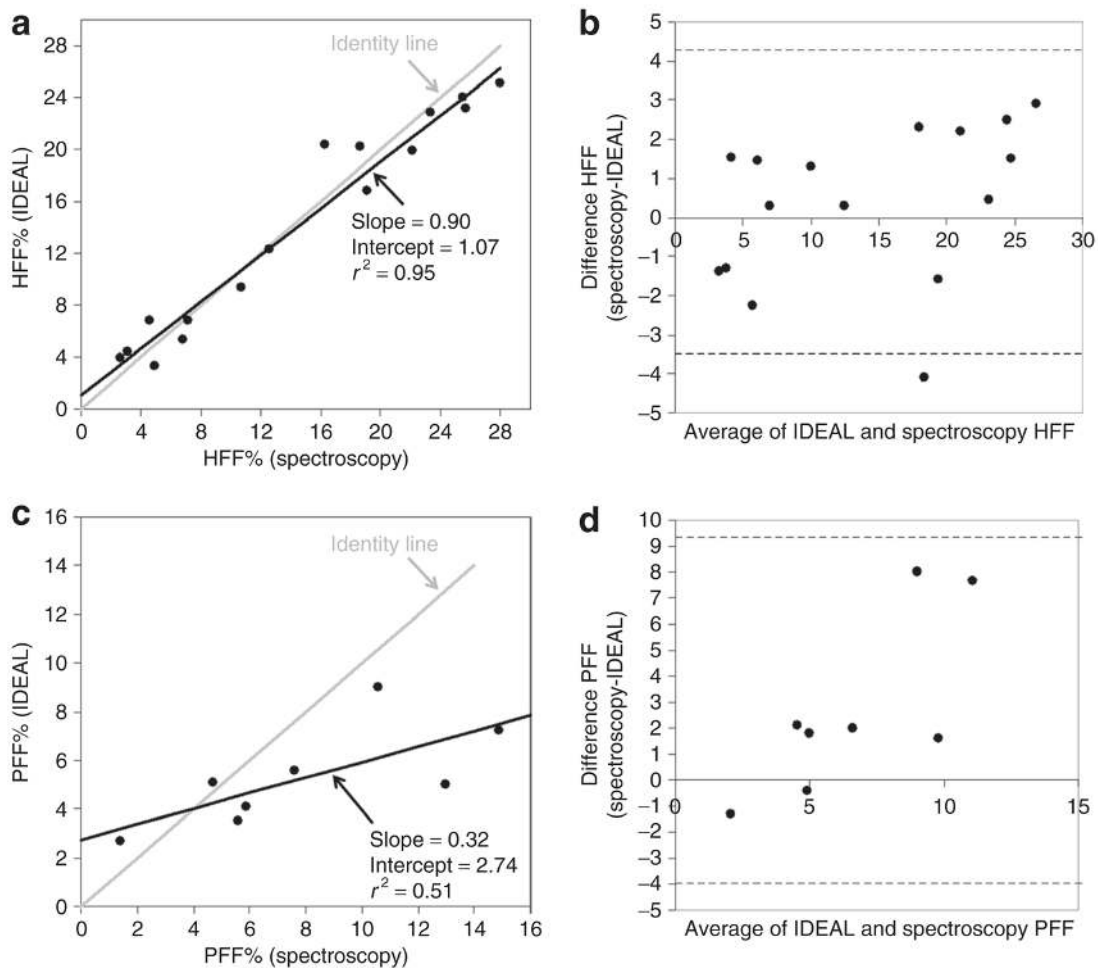 a
28
24
20
16
12
8
4
0
HFF% (IDEAL)
Identity line
Slope = 0.90
Intercept = 1.07
r² = 0.95
0 4 8 12 16 20 24 28
HFF% (spectroscopy)
b
5
4
3
2
1
0
–1
–2
–3
–4
–5
Difference HFF
(spectroscopy-IDEAL)
0 5 10 15 20 25 30
Average of IDEAL and spectroscopy HFF
c
16
14
12
10
8
6
4
2
0
PFF% (IDEAL)
Identity line
Slope = 0.32
Intercept = 2.74
r² = 0.51
0 2 4 6 8 10 12 14 16
PFF% (spectroscopy)
d
10
9
8
7
6
5
4
3
2
1
0
–1
–2
–3
–4
–5
Difference PFF
(spectroscopy-IDEAL)
0 5 10 15
Average of IDEAL and spectroscopy PFF